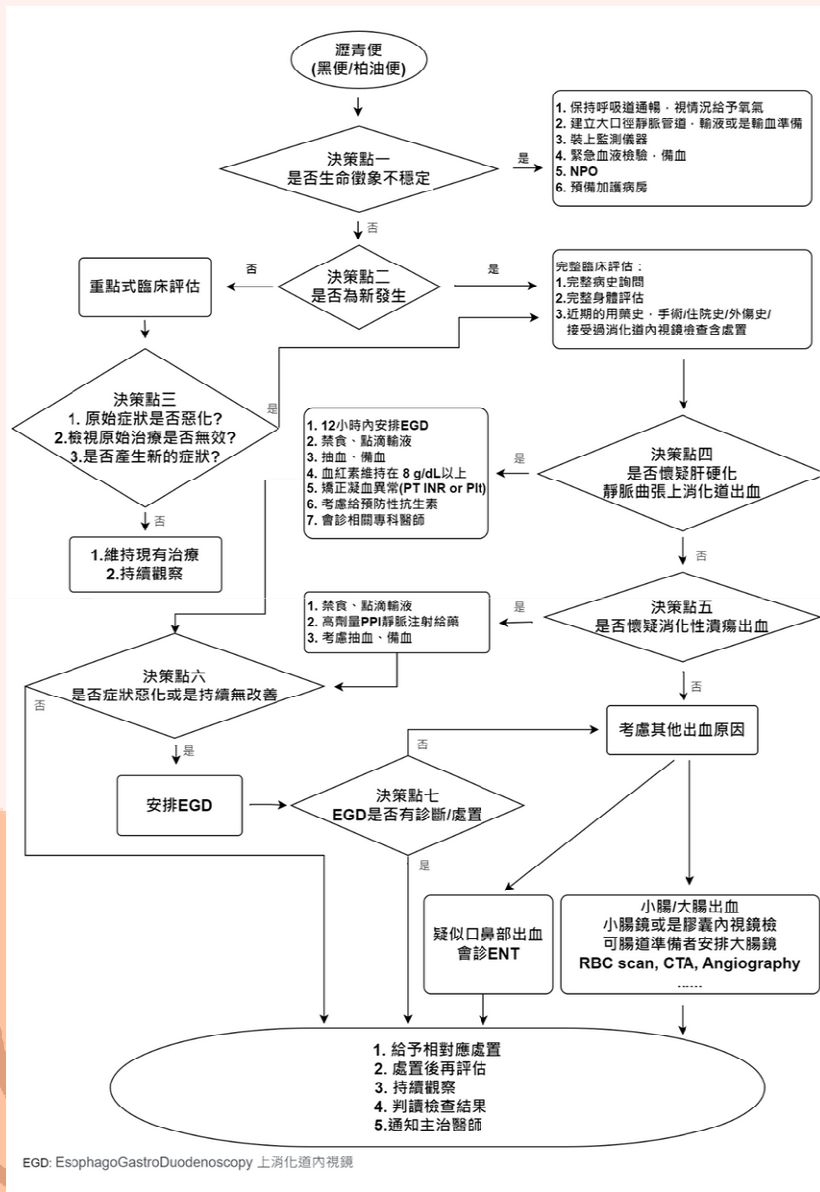 瀝青便
(黑便/柏油便)
決策點一
是否生命徵象不穩定
是
1. 保持呼吸道通暢，視情況給予氧氣
2. 建立大口徑靜脈管道，輸液或是輸血準備
3. 裝上監測儀器
4. 緊急血液檢驗，備血
5. NPO
6. 預備加護病房
否
決策點二
是否為新發生
否
是
重點式臨床評估
完整臨床評估：
1.完整病史詢問
2.完整身體評估
3.近期的用藥史，手術/住院史/外傷史/
接受過消化道內視鏡檢查含處置
決策點三
1. 原始症狀是否惡化?
2.檢視原始治療是否無效?
3.是否產生新的症狀?
是
否
1.維持現有治療
2.持續觀察
決策點四
是否懷疑肝硬化
靜脈曲張上消化道出血
是
1. 12小時內安排EGD
2. 禁食、點滴輸液
3. 抽血、備血
4. 血紅素維持在 8 g/dL以上
5. 矯正凝血異常(PT INR or Plt)
6. 考慮給預防性抗生素
7. 會診相關專科醫師
否
決策點五
是否懷疑消化性潰瘍出血
是
1. 禁食、點滴輸液
2. 高劑量PPI靜脈注射給藥
3. 考慮抽血、備血
否
決策點六
是否症狀惡化或是持續無改善
否
是
安排EGD
決策點七
EGD是否有診斷/處置
否
是
考慮其他出血原因
疑似口鼻部出血
會診ENT
小腸/大腸出血
小腸鏡或是膠囊內視鏡檢
可腸道準備者安排大腸鏡
RBC scan, CTA, Angiography
......
1. 給予相對應處置
2. 處置後再評估
3. 持續觀察
4. 判讀檢查結果
5.通知主治醫師
EGD: EsophagoGastroDuodenoscopy 上消化道內視鏡